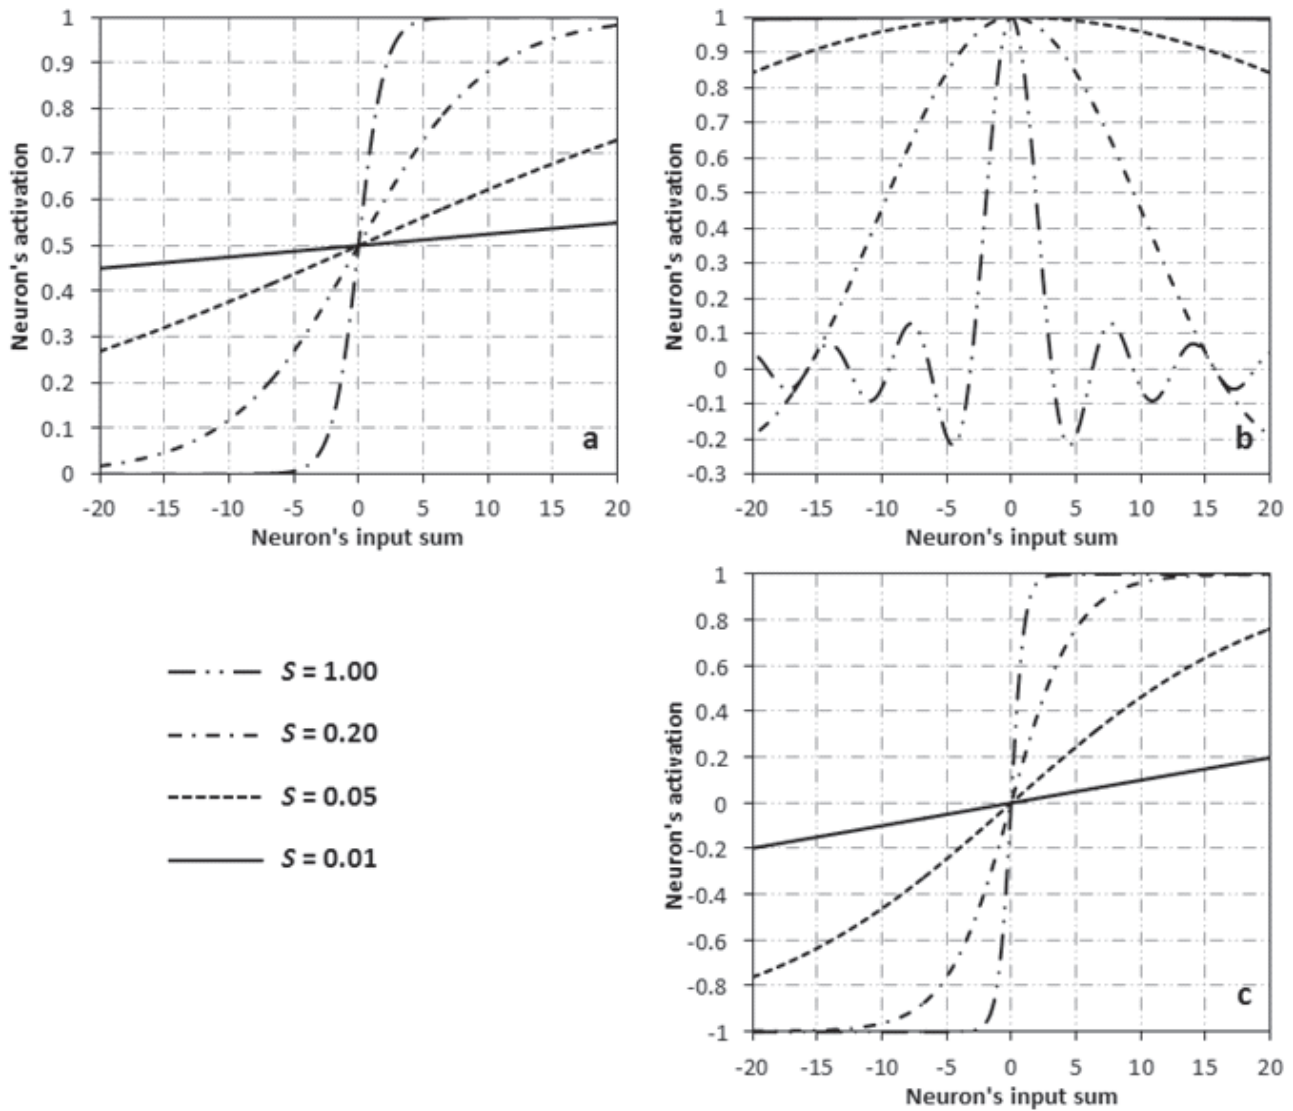 1
0.9
0.8
0.7
0.6
0.5
0.4
0.3
0.2
0.1
0
Neuron's activation
a
-20 -15 -10 -5 0 5 10 15 20
Neuron's input sum
1
0.9
0.8
0.7
0.6
0.5
0.4
0.3
0.2
0.1
0
-0.1
-0.2
-0.3
Neuron's activation
b
-20 -15 -10 -5 0 5 10 15 20
Neuron's input sum
S = 1.00
S = 0.20
S = 0.05
S = 0.01
1
0.8
0.6
0.4
0.2
0
-0.2
-0.4
-0.6
-0.8
-1
Neuron's activation
c
-20 -15 -10 -5 0 5 10 15 20
Neuron's input sum